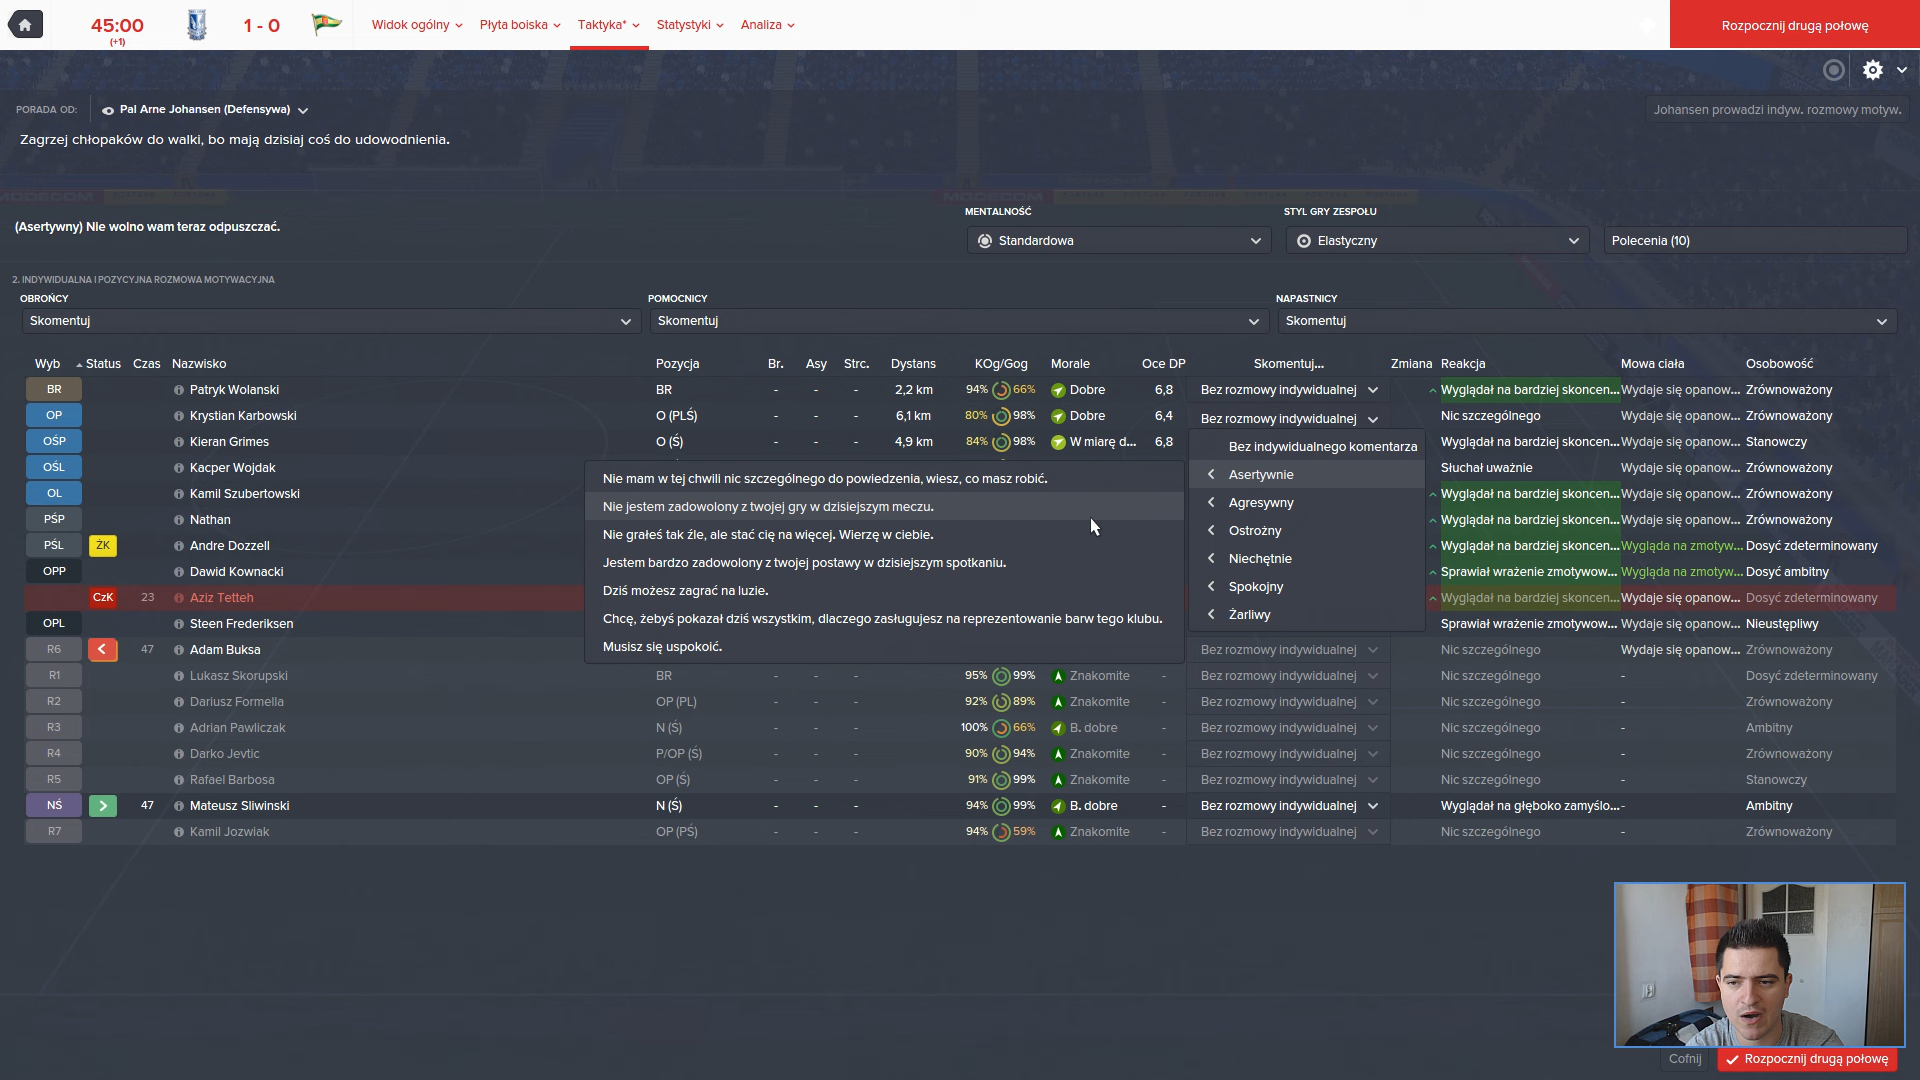 45:00
(+1)
1 - 0
Widok ogólny
Płyta boiska
Taktyka*
Statystyki
Analiza
Rozpocznij drugą połowę
PORADA OD:
Pal Arne Johansen (Defensywa)
Johansen prowadzi indyw. rozmowy motyw.
Zagrzej chłopaków do walki, bo mają dzisiaj coś do udowodnienia.
MENTALNOŚĆ
STYL GRY ZESPOŁU
(Asertywny) Nie wolno wam teraz odpuszczać.
Standardowa
Elastyczny
Polecenia (10)
2. INDYWIDUALNA I POZYCYJNA ROZMOWA MOTYWACYJNA
OBROŃCY
POMOCNICY
NAPASTNICY
Skomentuj
Skomentuj
Skomentuj
Wyb Status Czas Nazwisko Pozycja Br. Asy Strc. Dystans KOg/Gog Morale Oce DP Skomentuj... Zmiana Reakcja Mowa ciała Osobowość
BR Patryk Wolanski BR - - - 2,2 km 94% 66% Dobre 6,8 Bez rozmowy indywidualnej Wyglądał na bardziej skoncen... Wydaje się opanow... Zrównoważony
OP Krystian Karbowski O (PLŚ) - - - 6,1 km 80% 98% Dobre 6,4 Bez rozmowy indywidualnej Nic szczególnego Wydaje się opanow... Zrównoważony
OŚP Kieran Grimes O (Ś) - - - 4,9 km 84% 98% W miarę d... 6,8 Wyglądał na bardziej skoncen... Wydaje się opanow... Stanowczy
OŚL Kacper Wojdak Słuchał uważnie Wydaje się opanow... Zrównoważony
OL Kamil Szubertowski Wyglądał na bardziej skoncen... Wydaje się opanow... Zrównoważony
PŚP Nathan Wyglądał na bardziej skoncen... Wydaje się opanow... Zrównoważony
PŚL ŻK Andre Dozzell Wyglądał na bardziej skoncen... Wygląda na zmotyw... Dosyć zdeterminowany
OPP Dawid Kownacki Sprawiał wrażenie zmotywow... Wygląda na zmotyw... Dosyć ambitny
CzK 23 Aziz Tetteh Wyglądał na bardziej skoncen... Wydaje się opanow... Dosyć zdeterminowany
OPL Steen Frederiksen Sprawiał wrażenie zmotywow... Wydaje się opanow... Nieustępliwy
R6 47 Adam Buksa Bez rozmowy indywidualnej Nic szczególnego Wydaje się opanow... Zrównoważony
R1 Lukasz Skorupski BR - - - 95% 99% Znakomite - Bez rozmowy indywidualnej Nic szczególnego - Dosyć zdeterminowany
R2 Dariusz Formella OP (PL) - - - 92% 89% Znakomite - Bez rozmowy indywidualnej Nic szczególnego - Zrównoważony
R3 Adrian Pawliczak N (Ś) - - - 100% 66% B. dobre - Bez rozmowy indywidualnej Nic szczególnego - Ambitny
R4 Darko Jevtic P/OP (Ś) - - - 90% 94% Znakomite - Bez rozmowy indywidualnej Nic szczególnego - Zrównoważony
R5 Rafael Barbosa OP (Ś) - - - 91% 99% Znakomite - Bez rozmowy indywidualnej Nic szczególnego - Stanowczy
NŚ 47 Mateusz Sliwinski N (Ś) - - - 94% 99% B. dobre - Bez rozmowy indywidualnej Wyglądał na głęboko zamyślo... - Ambitny
R7 Kamil Jozwiak OP (PŚ) - - - 94% 59% Znakomite - Bez rozmowy indywidualnej Nic szczególnego - Zrównoważony
Bez indywidualnego komentarza
Asertywnie
Agresywny
Ostrożny
Niechętnie
Spokojny
Żarliwy
Nie mam w tej chwili nic szczególnego do powiedzenia, wiesz, co masz robić.
Nie jestem zadowolony z twojej gry w dzisiejszym meczu.
Nie grałeś tak źle, ale stać cię na więcej. Wierzę w ciebie.
Jestem bardzo zadowolony z twojej postawy w dzisiejszym spotkaniu.
Dziś możesz zagrać na luzie.
Chcę, żebyś pokazał dziś wszystkim, dlaczego zasługujesz na reprezentowanie barw tego klubu.
Musisz się uspokoić.
Cofnij
Rozpocznij drugą połowę